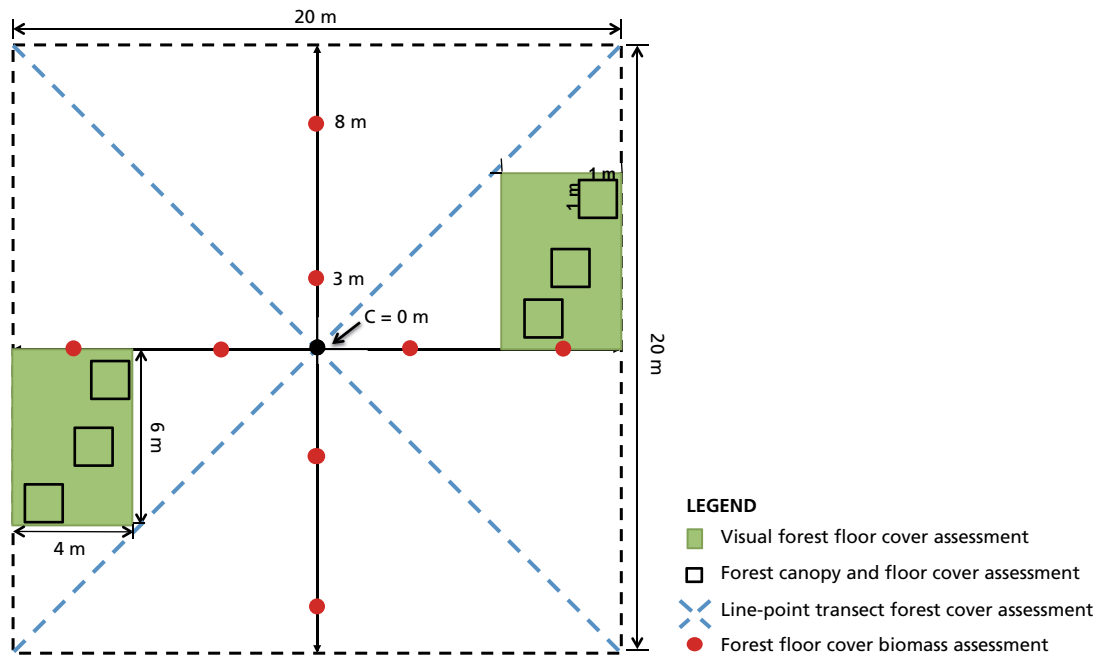 20 m
8 m
1 m
1 m
3 m
C = 0 m
20 m
6 m
4 m
LEGEND
Visual forest floor cover assessment
Forest canopy and floor cover assessment
Line-point transect forest cover assessment
Forest floor cover biomass assessment